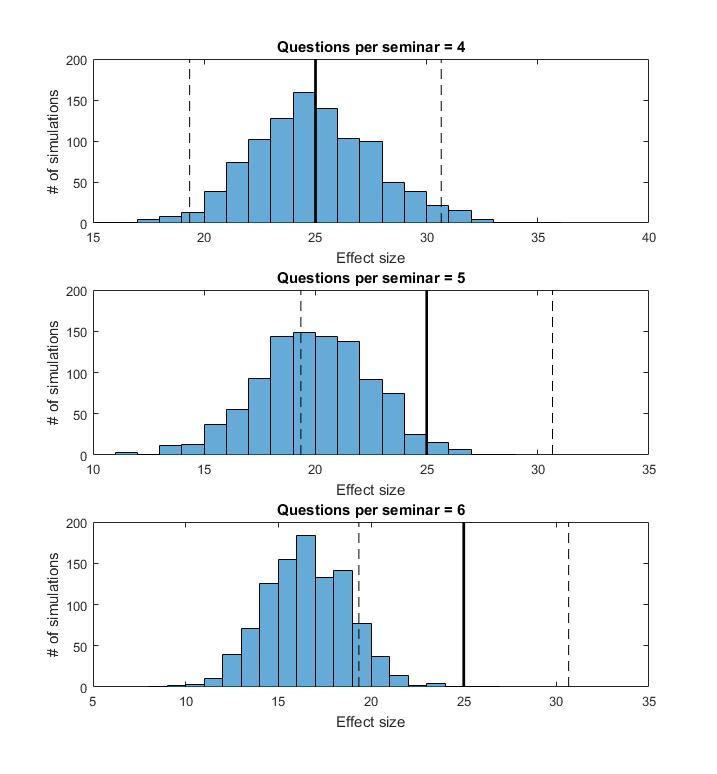 Questions per seminar = 4
200
150
100
50
0
# of simulations
15 20 25 30 35 40
Effect size
Questions per seminar = 5
200
150
100
50
0
# of simulations
10 15 20 25 30 35
Effect size
Questions per seminar = 6
200
150
100
50
0
# of simulations
5 10 15 20 25 30 35
Effect size